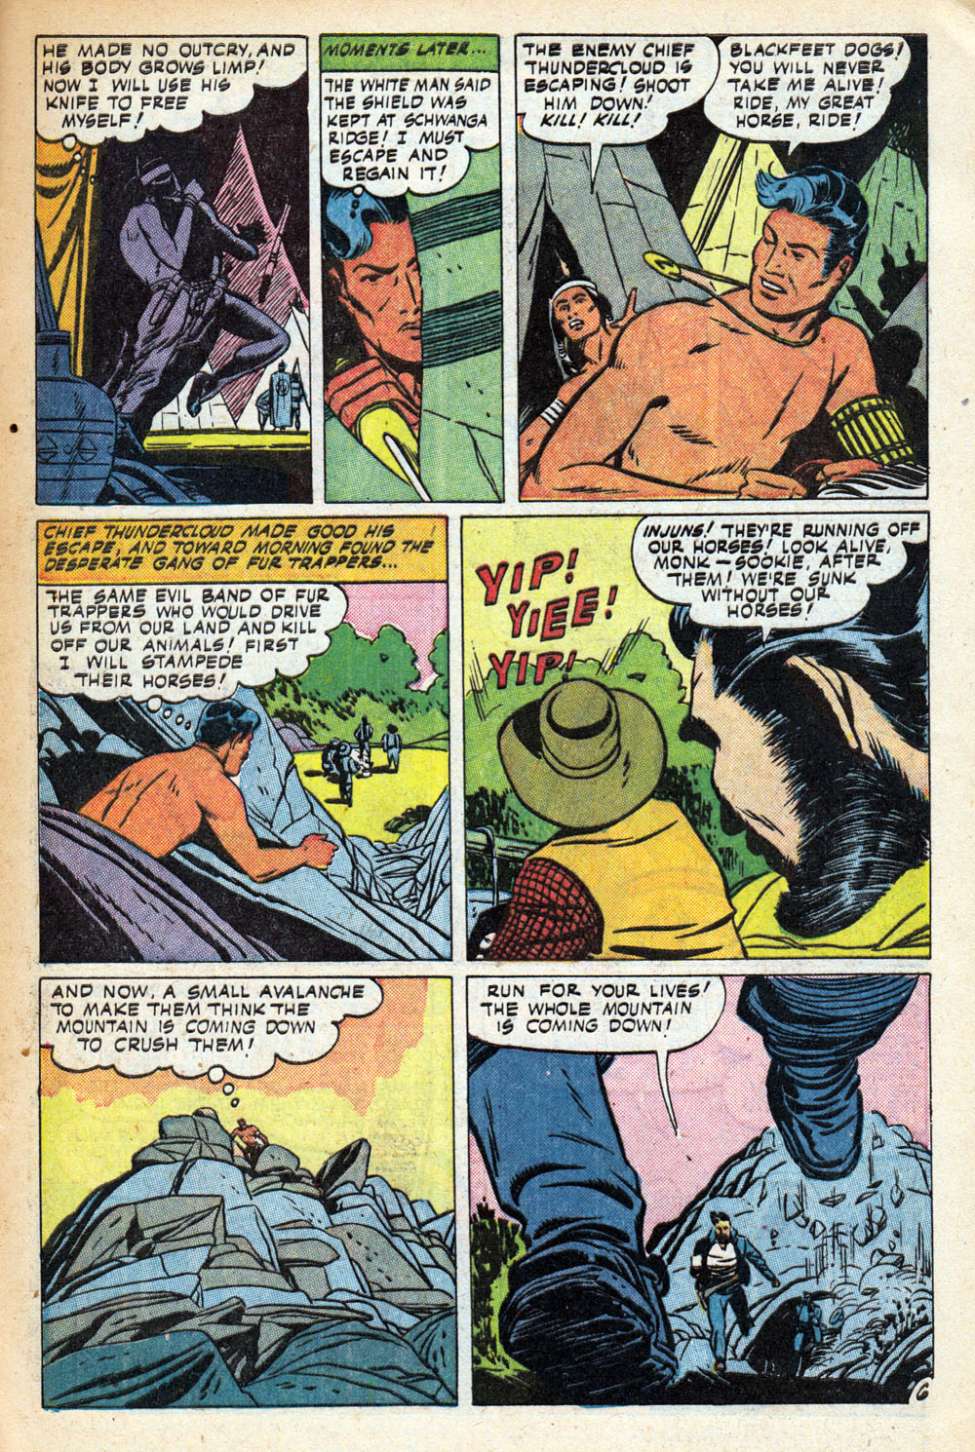 HE MADE NO OUTCRY, AND
HIS BODY GROWS LIMP!
NOW I WILL USE HIS
KNIFE TO FREE
MYSELF!
MOMENTS LATER...
THE WHITE MAN SAID
THE SHIELD WAS
KEPT AT SCHWANGA
RIDGE! I MUST
ESCAPE AND
REGAIN IT!
THE ENEMY CHIEF
THUNDERCLOUD IS
ESCAPING! SHOOT
HIM DOWN!
KILL! KILL!
BLACKFEET DOGS!
YOU WILL NEVER
TAKE ME ALIVE!
RIDE, MY GREAT
HORSE, RIDE!
CHIEF THUNDERCLOUD MADE GOOD HIS
ESCAPE, AND TOWARD MORNING FOUND THE
DESPERATE GANG OF FUR TRAPPERS...
THE SAME EVIL BAND OF FUR
TRAPPERS WHO WOULD DRIVE
US FROM OUR LAND AND KILL
OFF OUR ANIMALS! FIRST
I WILL STAMPEDE
THEIR HORSES!
YIP!
YIEE!
YIP!
INJUNS! THEY'RE RUNNING OFF
OUR HORSES! LOOK ALIVE,
MONK-SOOKIE, AFTER
THEM! WE'RE SUNK
WITHOUT OUR
HORSES!
AND NOW, A SMALL AVALANCHE
TO MAKE THEM THINK THE
MOUNTAIN IS COMING DOWN
TO CRUSH THEM!
RUN FOR YOUR LIVES!
THE WHOLE MOUNTAIN
IS COMING DOWN!
6